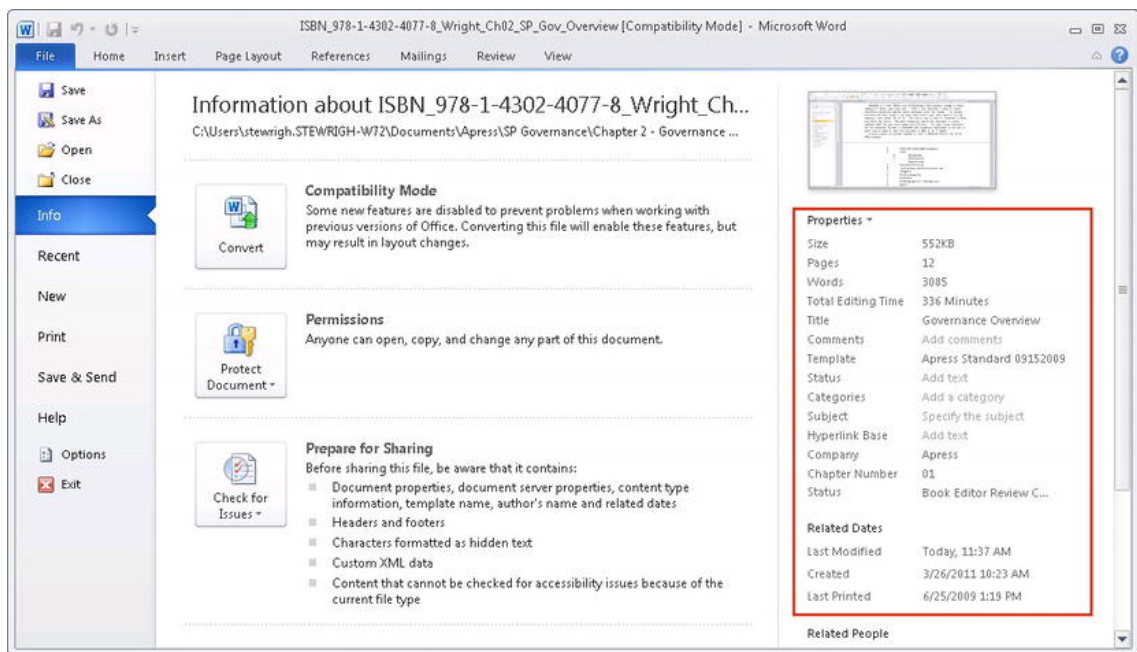 ISBN_978-1-4302-4077-8_Wright_Ch02_SP_Gov_Overview [Compatibility Mode] - Microsoft Word
File Home Insert Page Layout References Mailings Review View
Save
Save As
Open
Close
Info
Recent
New
Print
Save & Send
Help
Options
Exit
Information about ISBN_978-1-4302-4077-8_Wright_Ch...
C:\Users\stewrigh.STEWRIGH-W72\Documents\Apress\SP Governance\Chapter 2 - Governance ...
Convert
Compatibility Mode
Some new features are disabled to prevent problems when working with
previous versions of Office. Converting this file will enable these features, but
may result in layout changes.
Protect
Document
Permissions
Anyone can open, copy, and change any part of this document.
Check for
Issues
Prepare for Sharing
Before sharing this file, be aware that it contains:
Document properties, document server properties, content type
information, template name, author's name and related dates
Headers and footers
Characters formatted as hidden text
Custom XML data
Content that cannot be checked for accessibility issues because of the
current file type
Properties
Size 552KB
Pages 12
Words 3085
Total Editing Time 336 Minutes
Title Governance Overview
Comments Add comments
Template Apress Standard 09152009
Status Add text
Categories Add a category
Subject Specify the subject
Hyperlink Base Add text
Company Apress
Chapter Number 01
Status Book Editor Review C...
Related Dates
Last Modified Today, 11:37 AM
Created 3/26/2011 10:23 AM
Last Printed 6/25/2009 1:19 PM
Related People